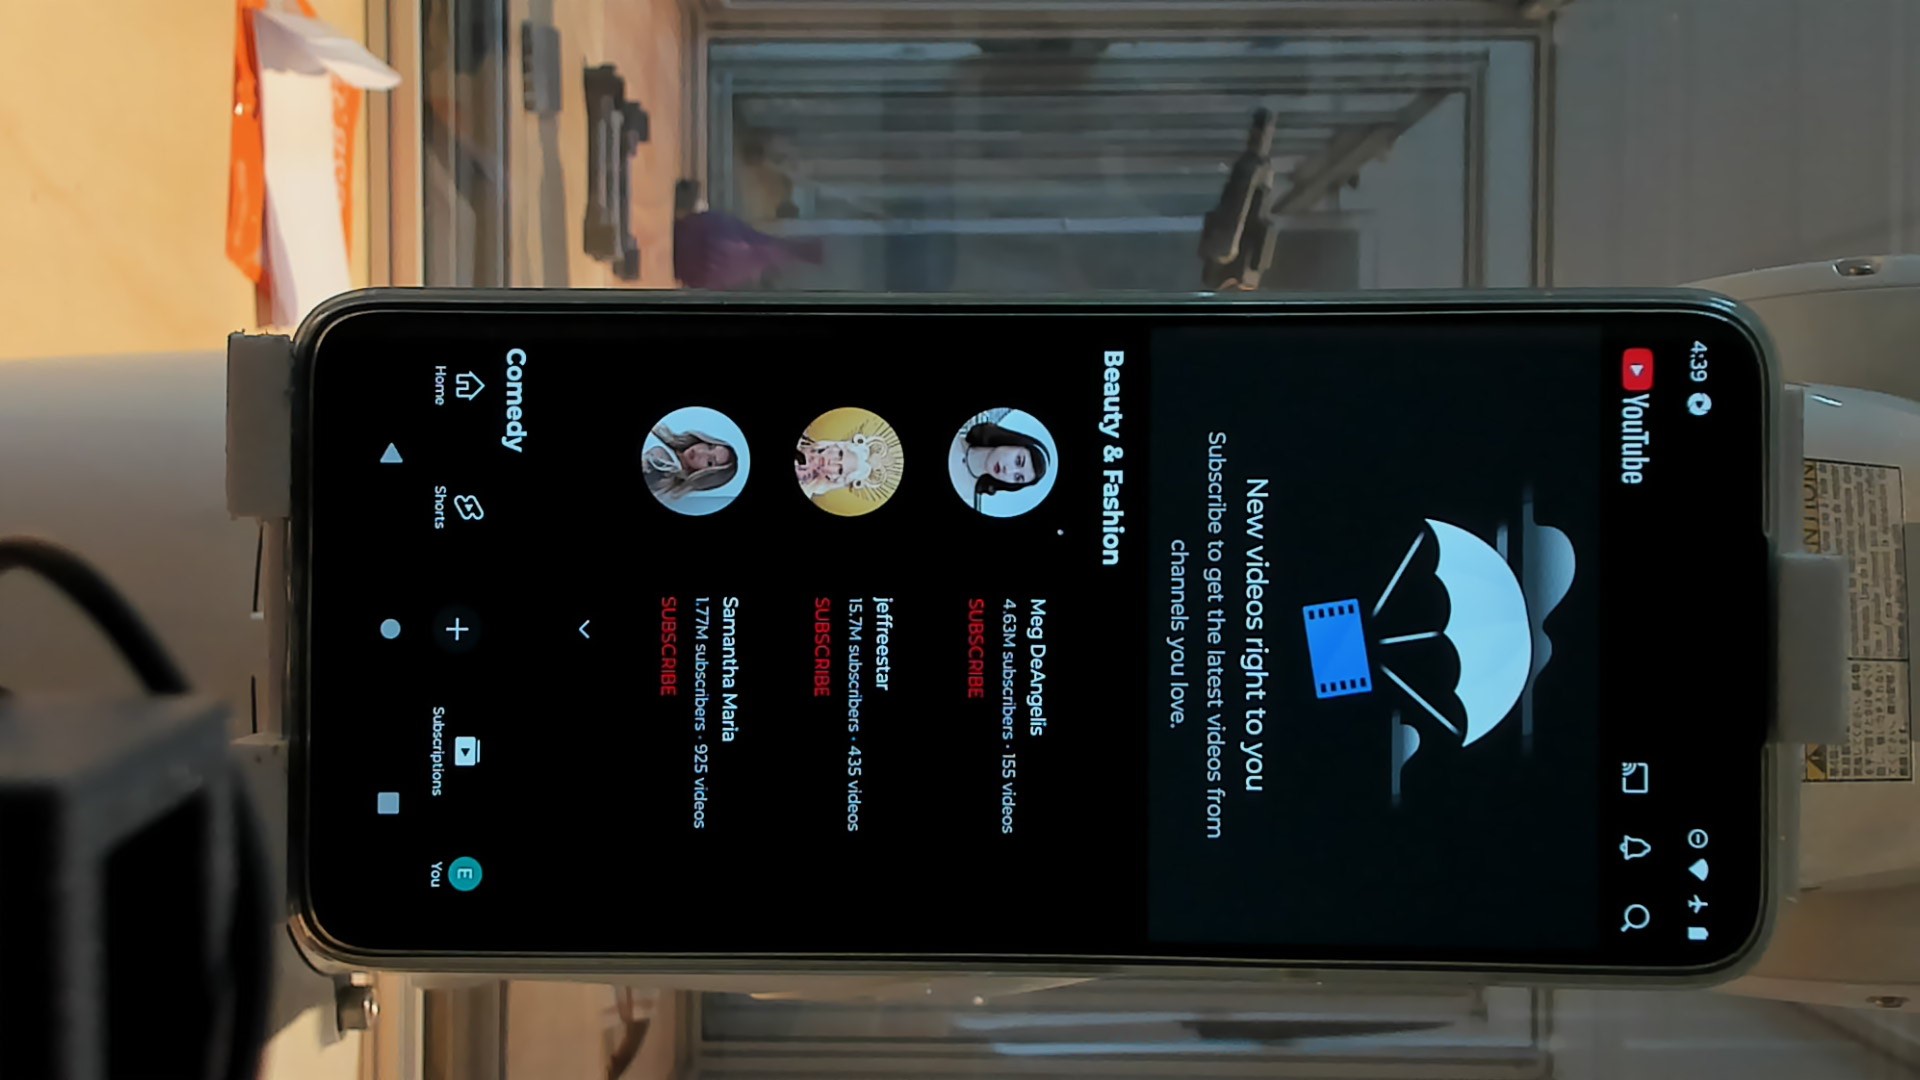 4:39
YouTube
New videos right to you
Subscribe to get the latest videos from
channels you love.
Beauty & Fashion
Meg DeAngelis
4.63M subscribers • 155 videos
SUBSCRIBE
jeffreestar
15.7M subscribers • 435 videos
SUBSCRIBE
Samantha Maria
1.77M subscribers • 925 videos
SUBSCRIBE
Comedy
Home
Shorts
Subscriptions
E
You